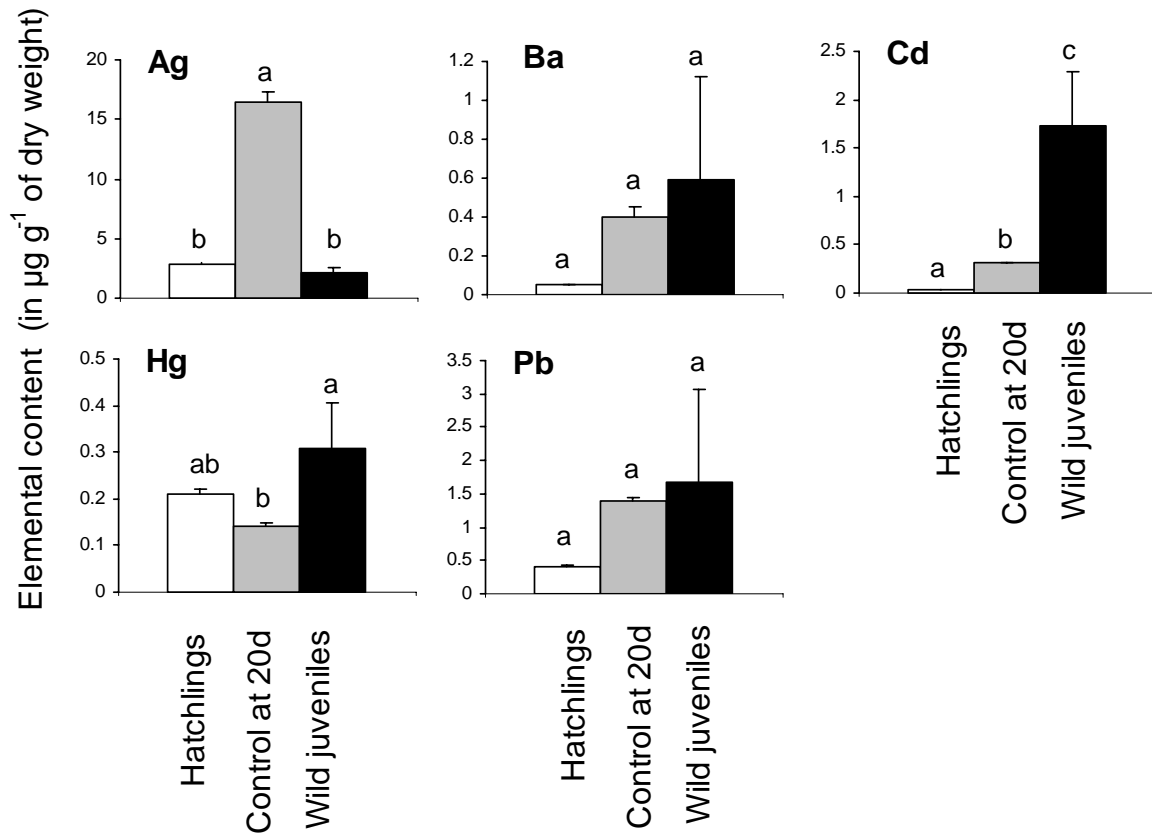 Elemental content (in µg g⁻¹ of dry weight)
Ag
20
15
10
5
0
b
a
b
Ba
1.2
1
0.8
0.6
0.4
0.2
0
a
a
a
Cd
2.5
2
1.5
1
0.5
0
a
b
c
Hatchlings
Control at 20d
Wild juveniles
Hg
0.5
0.4
0.3
0.2
0.1
0
ab
b
a
Hatchlings
Control at 20d
Wild juveniles
Pb
3.5
3
2.5
2
1.5
1
0.5
0
a
a
a
Hatchlings
Control at 20d
Wild juveniles